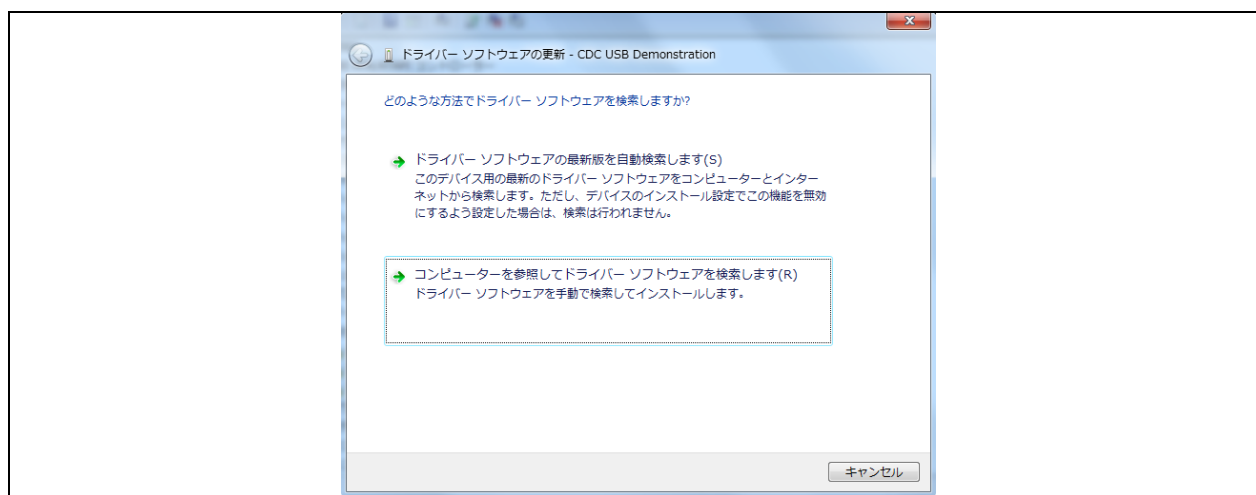 ドライバー ソフトウェアの更新 - CDC USB Demonstration
どのような方法でドライバー ソフトウェアを検索しますか?
ドライバー ソフトウェアの最新版を自動検索します(S)
このデバイス用の最新のドライバー ソフトウェアをコンピューターとインター
ネットから検索します。ただし、デバイスのインストール設定でこの機能を無効
にするよう設定した場合は、検索は行われません。
コンピューターを参照してドライバー ソフトウェアを検索します(R)
ドライバー ソフトウェアを手動で検索してインストールします。
キャンセル